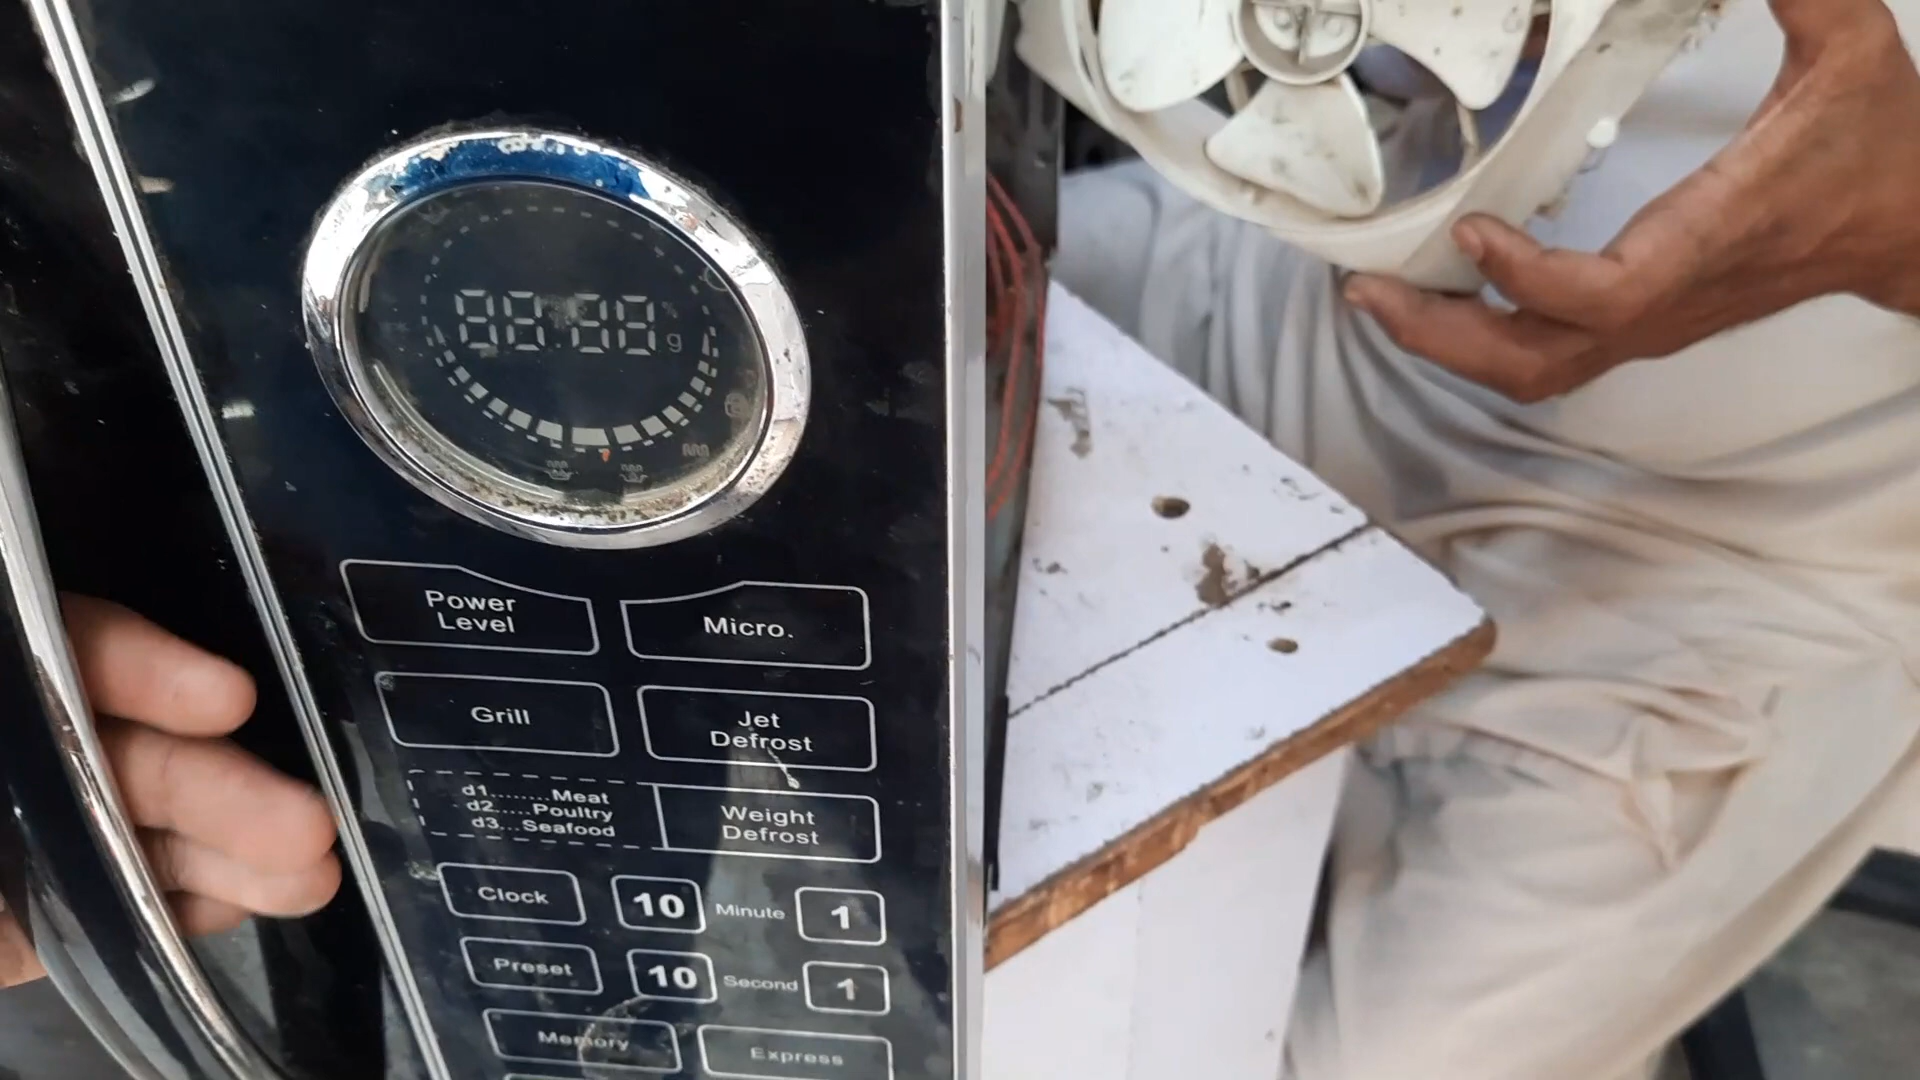 88:88
g
Power
Level
Micro.
Grill
Jet
Defrost
d1........Meat
d2.....Poultry
d3...Seafood
Weight
Defrost
Clock
10 Minute 1
Preset
10 Second 1
Memory
Express